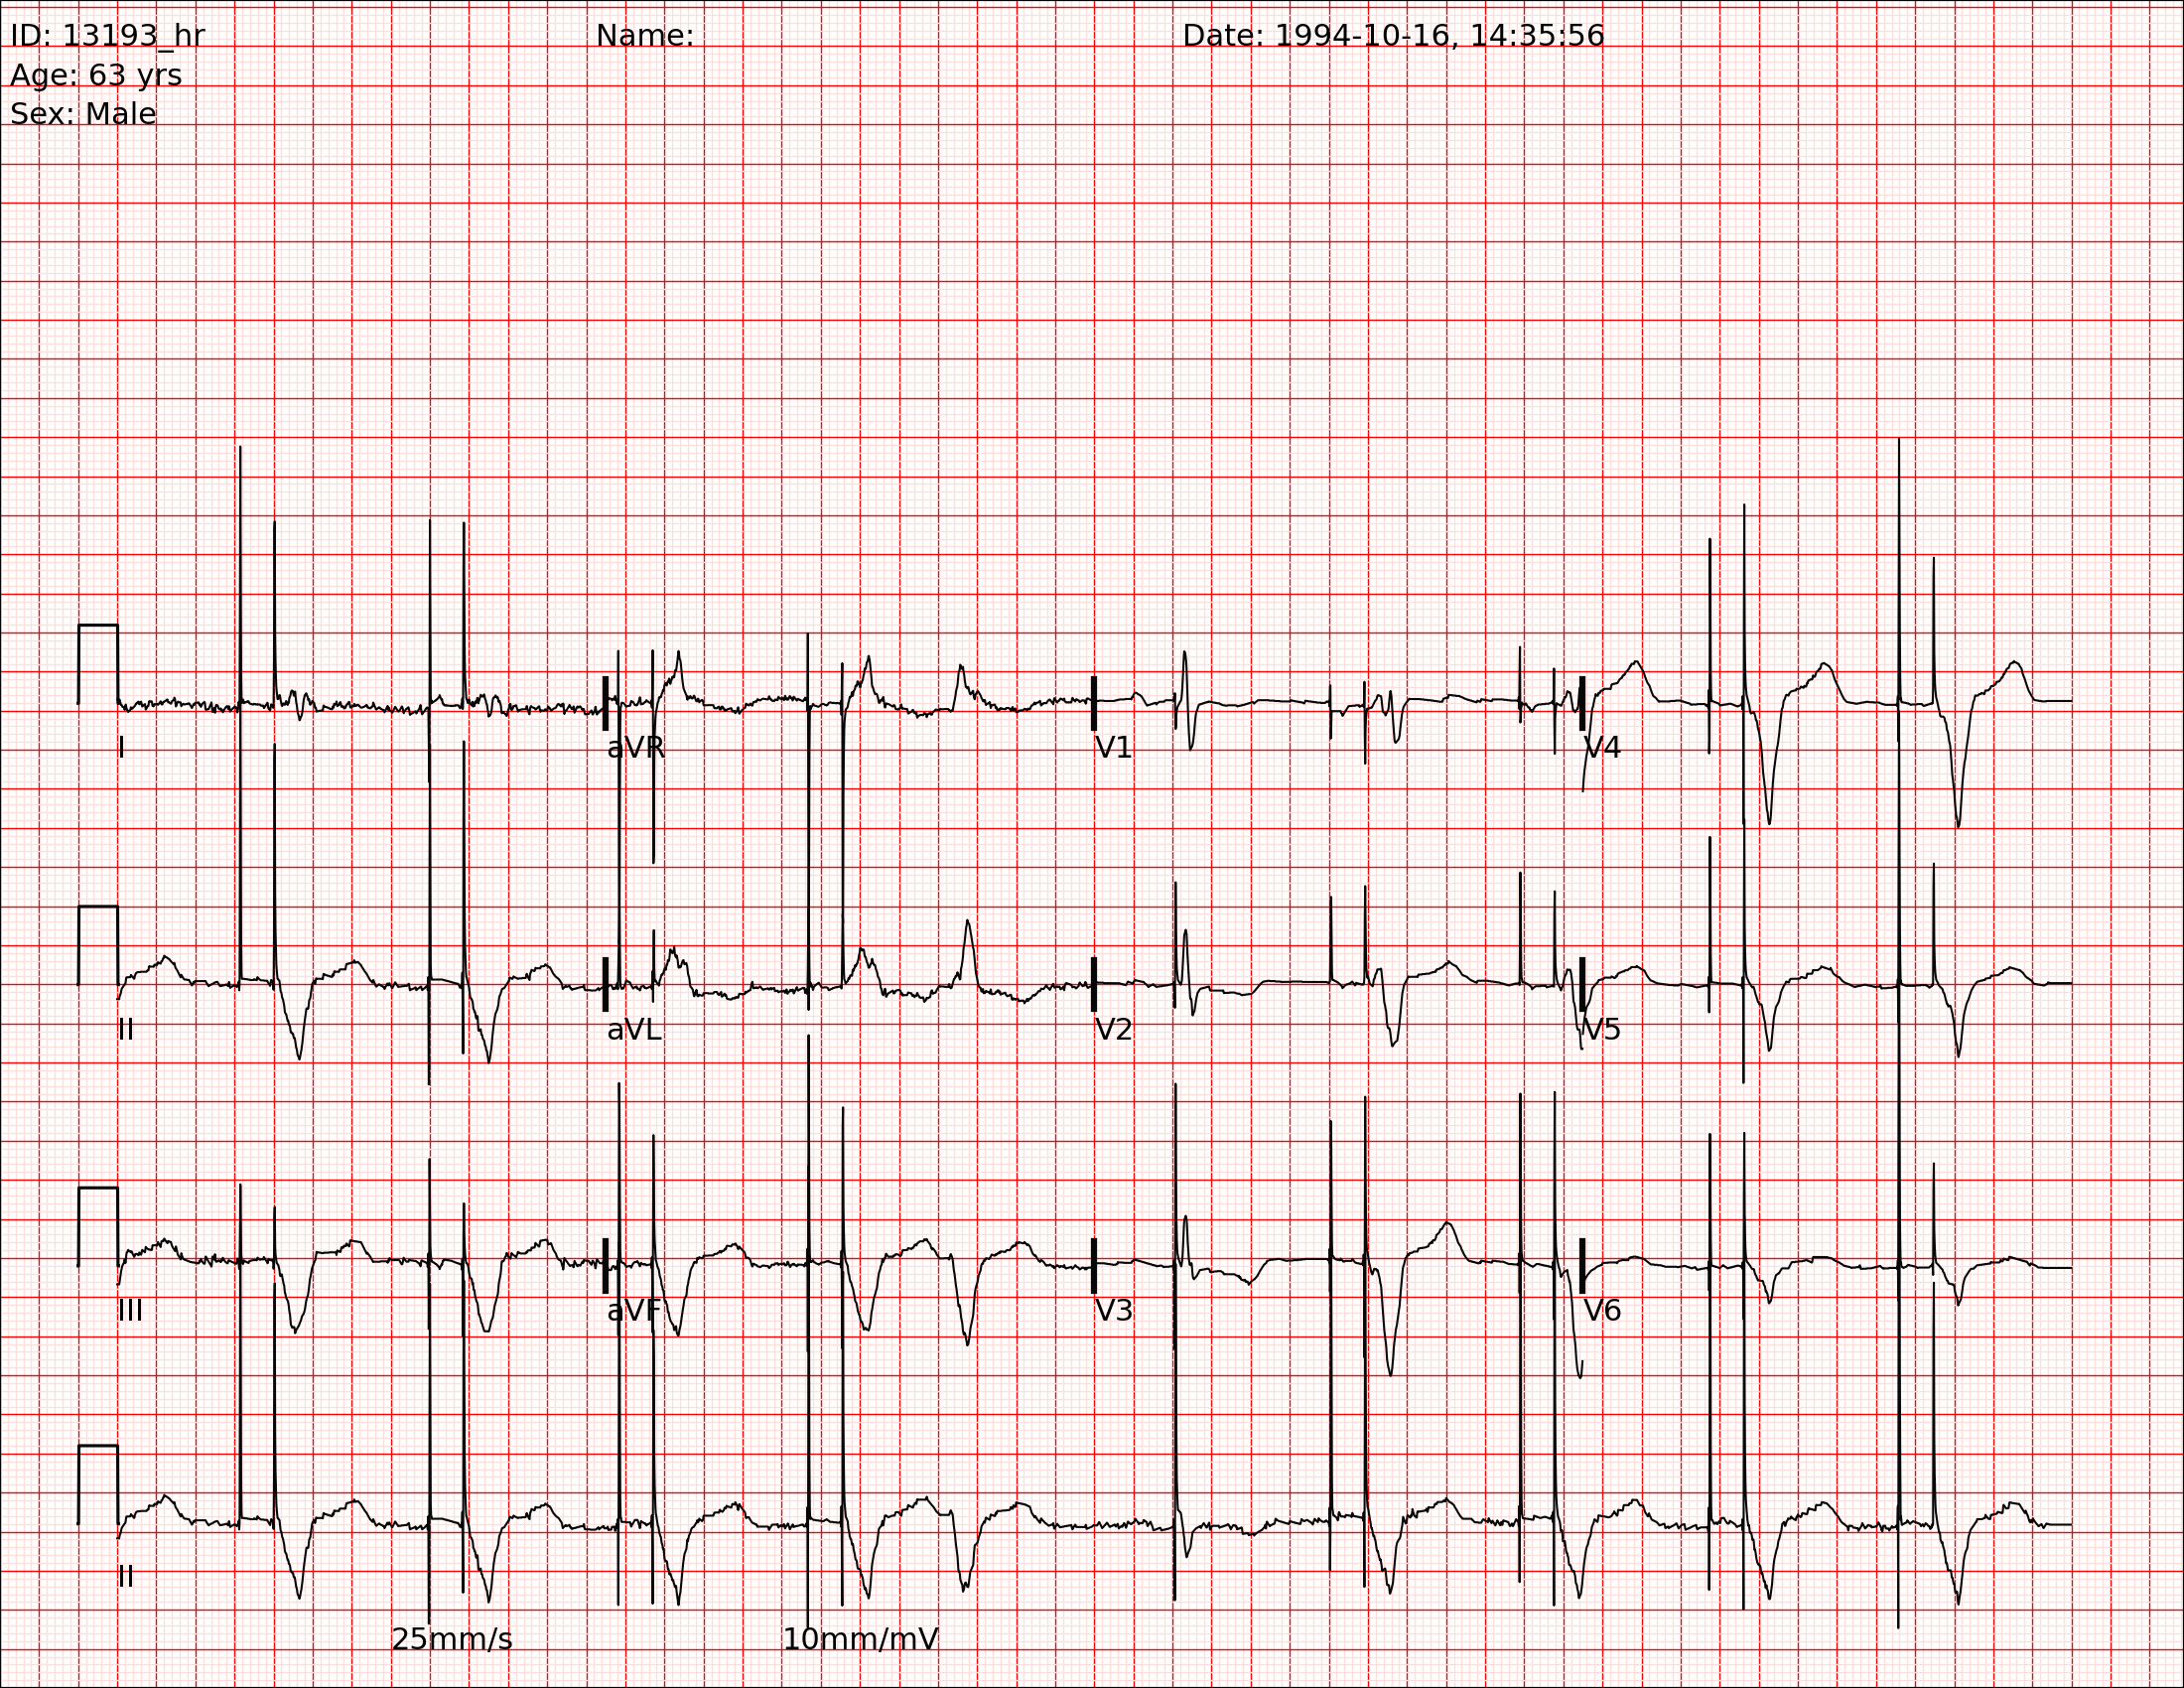 ID: 13193_hr Name: Date: 1994-10-16, 14:35:56
Age: 63 yrs
Sex: Male
I aVR V1 V4
II aVL V2 V5
III aVF V3 V6
II
25mm/s 10mm/mV